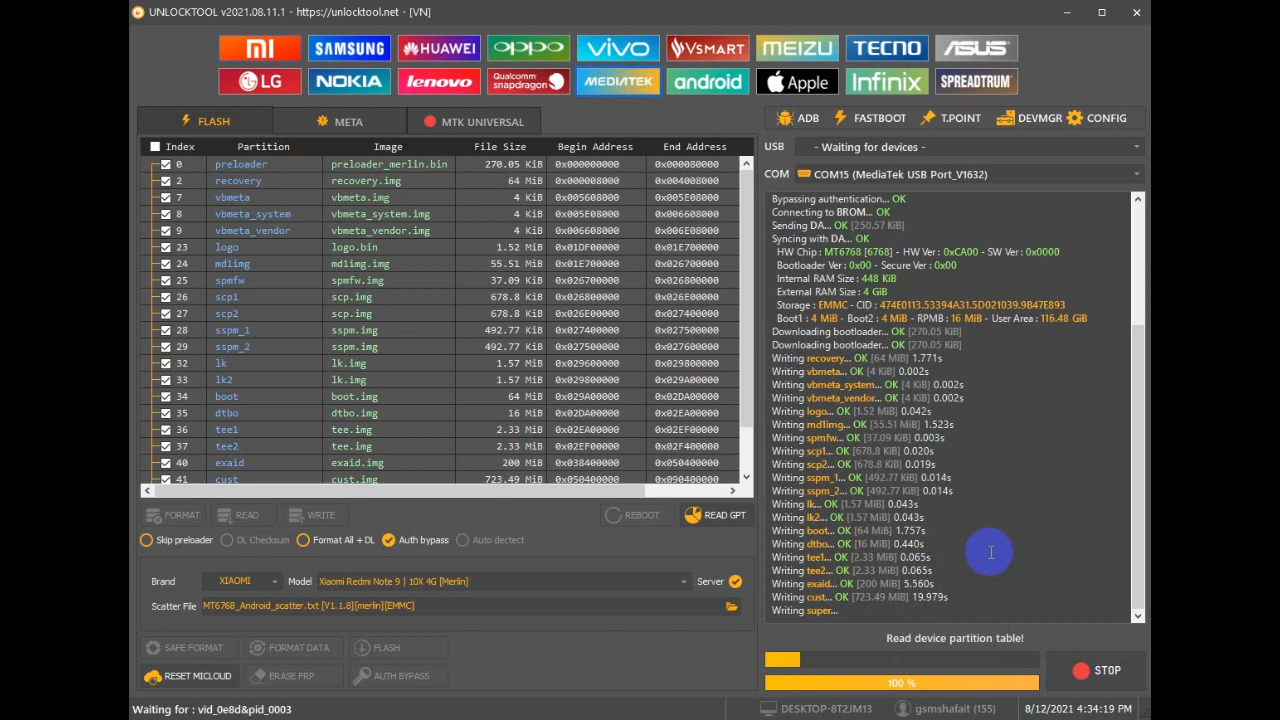 UNLOCKTOOL v2021.08.11.1 - https://unlocktool.net - [VN]
MI SAMSUNG HUAWEI OPPO VIVO VSMART MEIZU TECNO ASUS
LG NOKIA lenovo Qualcomm snapdragon MEDIATEK android Apple Infinix SPREADTRUM
FLASH META MTK UNIVERSAL
ADB FASTBOOT T.POINT DEVMGR CONFIG
Index Partition Image File Size Begin Address End Address
0 preloader preloader_merlin.bin 270.05 KiB 0x000000000 0x000080000
2 recovery recovery.img 64 MiB 0x000008000 0x004008000
7 vbmeta vbmeta.img 4 KiB 0x005608000 0x005E08000
8 vbmeta_system vbmeta_system.img 4 KiB 0x005E08000 0x006608000
9 vbmeta_vendor vbmeta_vendor.img 4 KiB 0x006608000 0x006E08000
23 logo logo.bin 1.52 MiB 0x01DF00000 0x01E700000
24 md1img md1img.img 55.51 MiB 0x01E700000 0x026700000
25 spmfw spmfw.img 37.09 KiB 0x026700000 0x026800000
26 scp1 scp.img 678.8 KiB 0x026800000 0x026E00000
27 scp2 scp.img 678.8 KiB 0x026E00000 0x027400000
28 sspm_1 sspm.img 492.77 KiB 0x027400000 0x027500000
29 sspm_2 sspm.img 492.77 KiB 0x027500000 0x027600000
32 lk lk.img 1.57 MiB 0x029600000 0x029800000
33 lk2 lk.img 1.57 MiB 0x029800000 0x029A00000
34 boot boot.img 64 MiB 0x029A00000 0x02DA00000
35 dtbo dtbo.img 16 MiB 0x02DA00000 0x02EA00000
36 tee1 tee.img 2.33 MiB 0x02EA00000 0x02EF00000
37 tee2 tee.img 2.33 MiB 0x02EF00000 0x02F400000
40 exaid exaid.img 200 MiB 0x038400000 0x050400000
41 cust cust.img 723.49 MiB 0x050400000 0x090400000
FORMAT READ WRITE REBOOT READ GPT
Skip preloader DL Checksum Format All + DL Auth bypass Auto dectect
Brand XIAOMI Model Xiaomi Redmi Note 9 | 10X 4G [Merlin] Server
Scatter File MT6768_Android_scatter.txt [V1.1.8][merlin][EMMC]
SAFE FORMAT FORMAT DATA FLASH
RESET MICLOUD ERASE FRP AUTH BYPASS
USB - Waiting for devices -
COM COM15 (MediaTek USB Port_V1632)
Bypassing authentication... OK
Connecting to BROM... OK
Sending DA... OK [250.57 KiB]
Syncing with DA... OK
HW Chip : MT6768 [6768] - HW Ver : 0xCA00 - SW Ver : 0x0000
Bootloader Ver : 0x00 - Secure Ver : 0x00
Internal RAM Size : 448 KiB
External RAM Size : 4 GiB
Storage : EMMC - CID : 474E0113.53394A31.5D021039.9B47E893
Boot1 : 4 MiB - Boot2 : 4 MiB - RPMB : 16 MiB - User Area : 116.48 GiB
Downloading bootloader... OK [270.05 KiB]
Downloading bootloader... OK [270.05 KiB]
Writing recovery... OK [64 MiB] 1.771s
Writing vbmeta... OK [4 KiB] 0.002s
Writing vbmeta_system... OK [4 KiB] 0.002s
Writing vbmeta_vendor... OK [4 KiB] 0.002s
Writing logo... OK [1.52 MiB] 0.042s
Writing md1img... OK [55.51 MiB] 1.523s
Writing spmfw... OK [37.09 KiB] 0.003s
Writing scp1... OK [678.8 KiB] 0.020s
Writing scp2... OK [678.8 KiB] 0.019s
Writing sspm_1... OK [492.77 KiB] 0.014s
Writing sspm_2... OK [492.77 KiB] 0.014s
Writing lk... OK [1.57 MiB] 0.043s
Writing lk2... OK [1.57 MiB] 0.043s
Writing boot... OK [64 MiB] 1.757s
Writing dtbo... OK [16 MiB] 0.440s
Writing tee1... OK [2.33 MiB] 0.065s
Writing tee2... OK [2.33 MiB] 0.065s
Writing exaid... OK [200 MiB] 5.560s
Writing cust... OK [723.49 MiB] 19.979s
Writing super...
Read device partition table!
100 %
STOP
Waiting for : vid_0e8d&pid_0003 DESKTOP-8T2JM13 gsmshafait (155) 8/12/2021 4:34:19 PM